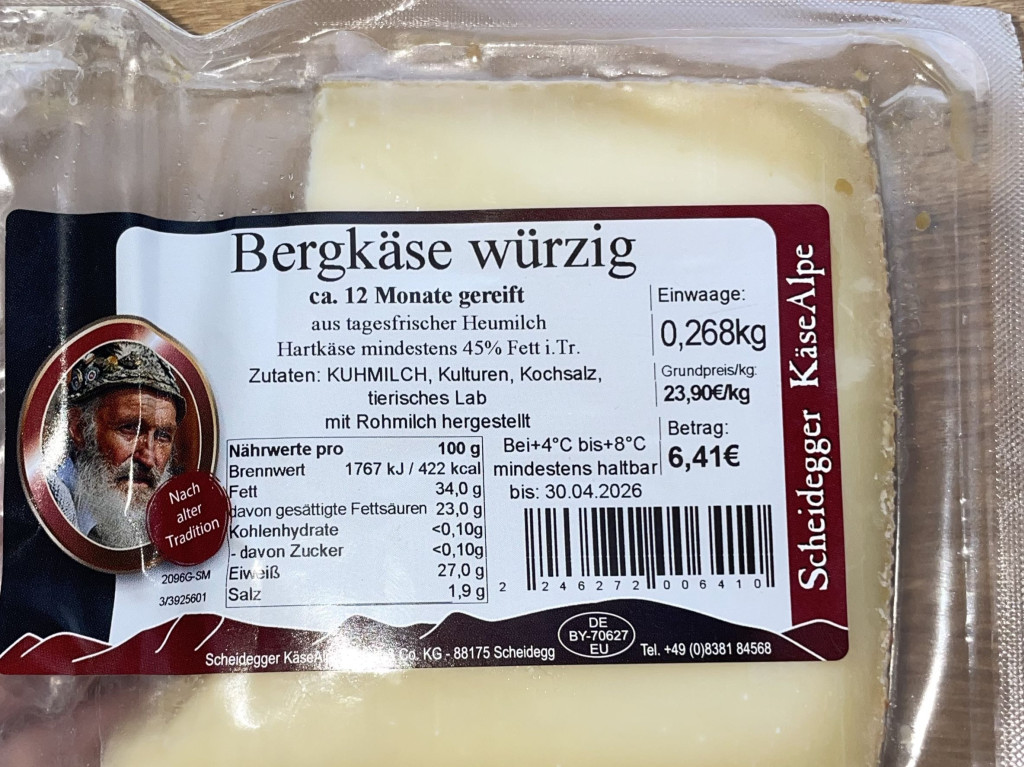 Bergkäse würzig
ca. 12 Monate gereift
aus tagesfrischer Heumilch
Hartkäse mindestens 45% Fett i.Tr.
Zutaten: KUHMILCH, Kulturen, Kochsalz,
tierisches Lab
mit Rohmilch hergestellt
Einwaage:
0,268kg
Grundpreis/kg:
23,90€/kg
Betrag:
6,41€
Nährwerte pro 100 g
Brennwert 1767 kJ / 422 kcal
Fett 34,0 g
davon gesättigte Fettsäuren 23,0 g
Kohlenhydrate <0,10g
- davon Zucker <0,10g
Eiweiß 27,0 g
Salz 1,9 g
Bei+4°C bis+8°C
mindestens haltbar
bis: 30.04.2026
2 246272 006410
Nach
alter
Tradition
2096G-SM
3/3925601
Scheidegger KäseAlpe
Scheidegger Co. KG - 88175 Scheidegg
DE
BY-70627
EU
Tel. +49 (0)8381 84568